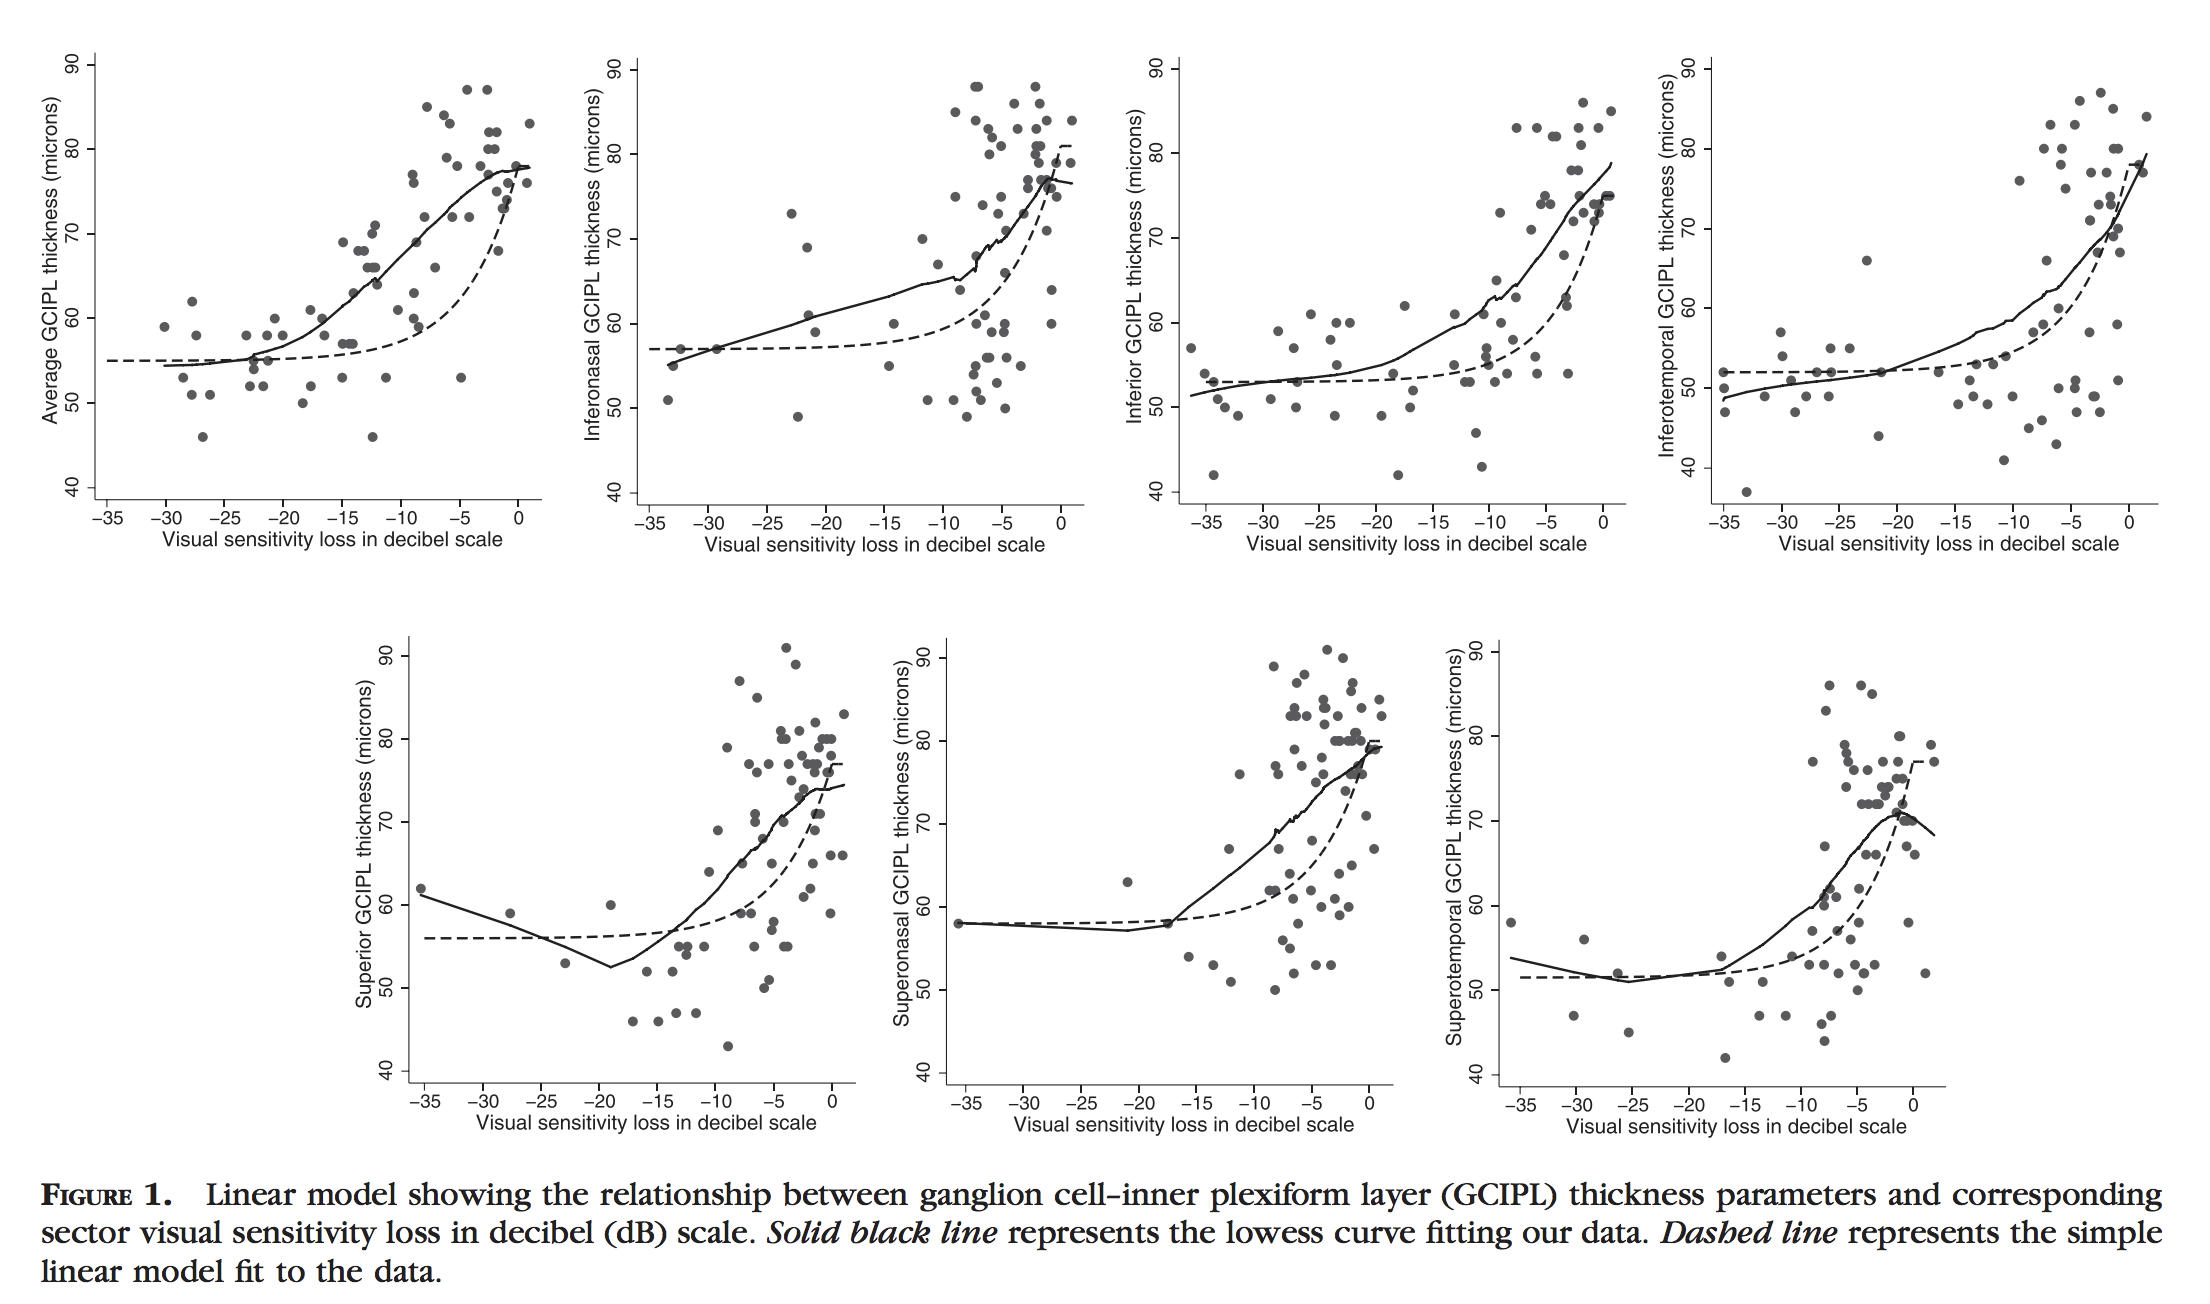 Average GCIPL thickness (microns)
90
80
70
60
50
40
−35 −30 −25 −20 −15 −10 −5 0
Visual sensitivity loss in decibel scale
Inferonasal GCIPL thickness (microns)
90
80
70
60
50
40
−35 −30 −25 −20 −15 −10 −5 0
Visual sensitivity loss in decibel scale
Inferior GCIPL thickness (microns)
90
80
70
60
50
40
−35 −30 −25 −20 −15 −10 −5 0
Visual sensitivity loss in decibel scale
Inferotemporal GCIPL thickness (microns)
90
80
70
60
50
40
−35 −30 −25 −20 −15 −10 −5 0
Visual sensitivity loss in decibel scale
Superior GCIPL thickness (microns)
90
80
70
60
50
40
−35 −30 −25 −20 −15 −10 −5 0
Visual sensitivity loss in decibel scale
Superonasal GCIPL thickness (microns)
90
80
70
60
50
40
−35 −30 −25 −20 −15 −10 −5 0
Visual sensitivity loss in decibel scale
Superotemporal GCIPL thickness (microns)
90
80
70
60
50
40
−35 −30 −25 −20 −15 −10 −5 0
Visual sensitivity loss in decibel scale
FIGURE 1. Linear model showing the relationship between ganglion cell–inner plexiform layer (GCIPL) thickness parameters and corresponding
sector visual sensitivity loss in decibel (dB) scale. Solid black line represents the lowess curve fitting our data. Dashed line represents the simple
linear model fit to the data.